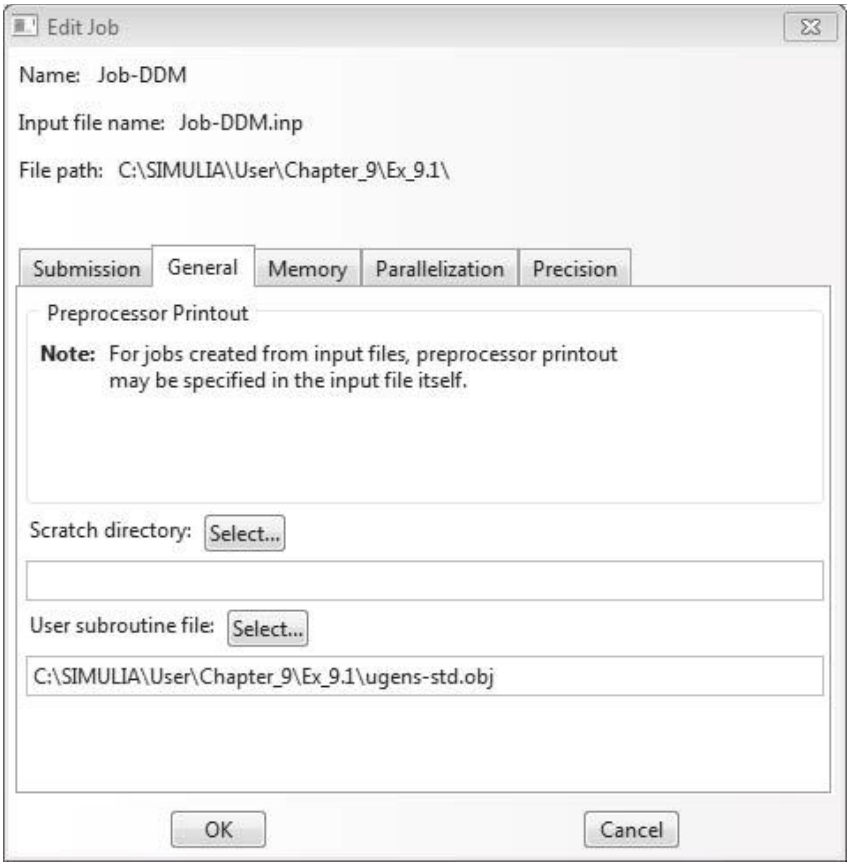 Edit Job
Name: Job-DDM
Input file name: Job-DDM.inp
File path: C:\SIMULIA\User\Chapter_9\Ex_9.1\
Submission General Memory Parallelization Precision
Preprocessor Printout
Note: For jobs created from input files, preprocessor printout
may be specified in the input file itself.
Scratch directory: Select...
User subroutine file: Select...
C:\SIMULIA\User\Chapter_9\Ex_9.1\ugens-std.obj
OK Cancel